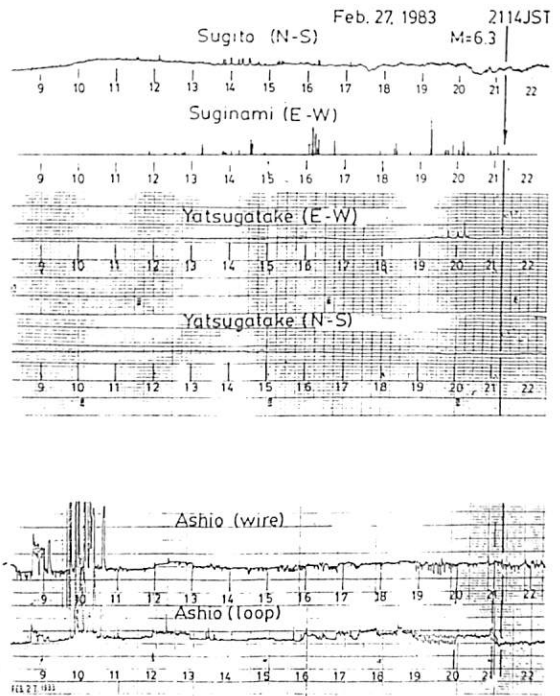 Feb. 27, 1983 2114JST
Sugito (N-S) M=6.3
9 10 11 12 13 14 15 16 17 18 19 20 21 22
Suginami (E-W)
9 10 11 12 13 14 15 16 17 18 19 20 21 22
Yatsugatake (E-W)
9 10 11 12 13 14 15 16 17 18 19 20 21 22
Yatsugatake (N-S)
9 10 11 12 13 14 15 16 17 18 19 20 21 22
Ashio (wire)
9 10 11 12 13 14 15 16 17 18 19 20 21 22
Ashio (loop)
9 10 11 12 13 14 15 16 17 18 19 20 21 22
FEB. 27. 1983